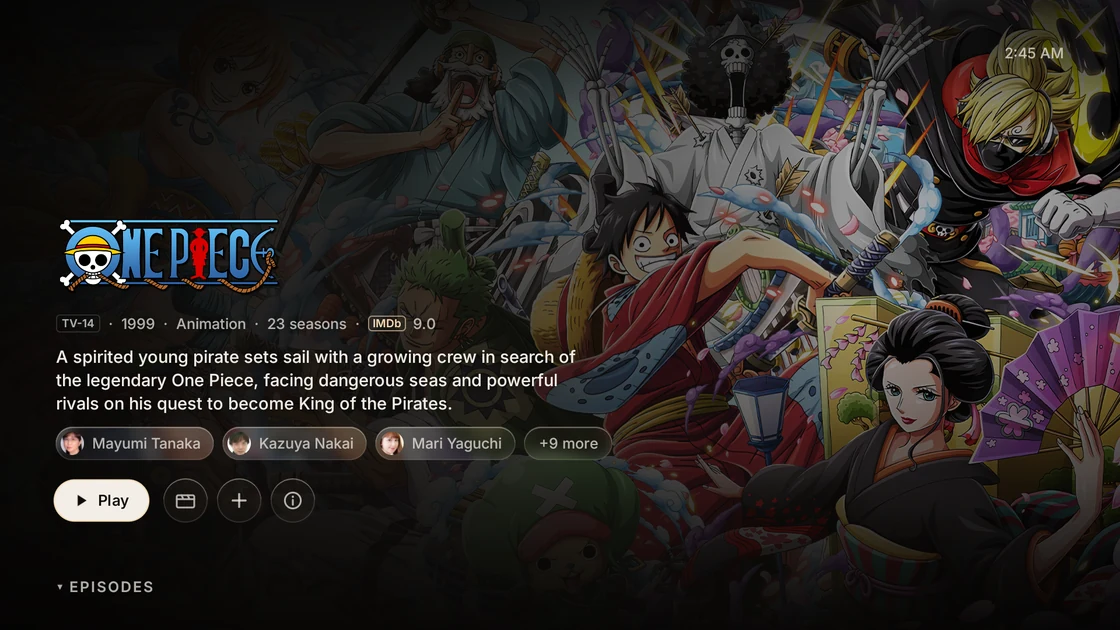 2:45 AM
ONE PIECE
TV-14 · 1999 · Animation · 23 seasons · IMDb 9.0
A spirited young pirate sets sail with a growing crew in search of
the legendary One Piece, facing dangerous seas and powerful
rivals on his quest to become King of the Pirates.
Mayumi Tanaka Kazuya Nakai Mari Yaguchi +9 more
Play
EPISODES